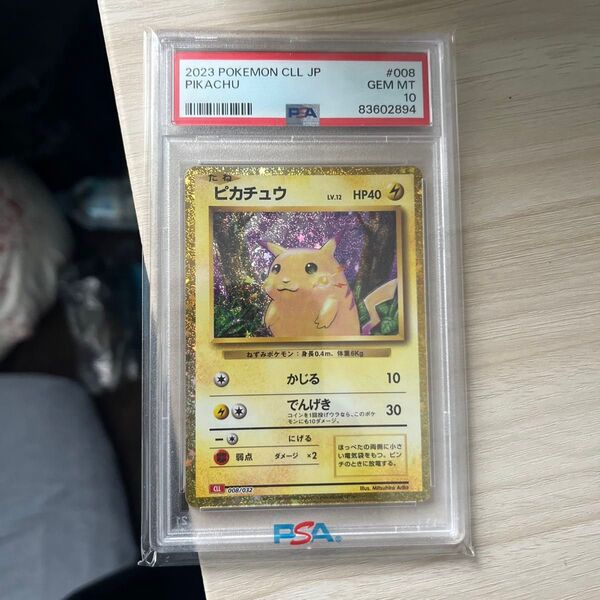 2023 POKEMON CLL JP
#008
PIKACHU
GEM MT
10
PSA
83602894
たね
ピカチュウ
LV.12
HP40
ねずみポケモン：身長0.4m、体重6Kg
かじる
10
でんげき
30
コインを1回投げウラなら、このポケ
モンにも10ダメージ。
にげる
弱点
ダメージ ×2
ほっぺたの両側に小さ
い電気袋をもつ。ピン
チのときに放電する。
CLL
008/032
Illus. Mitsuhiro Arita
PSA®